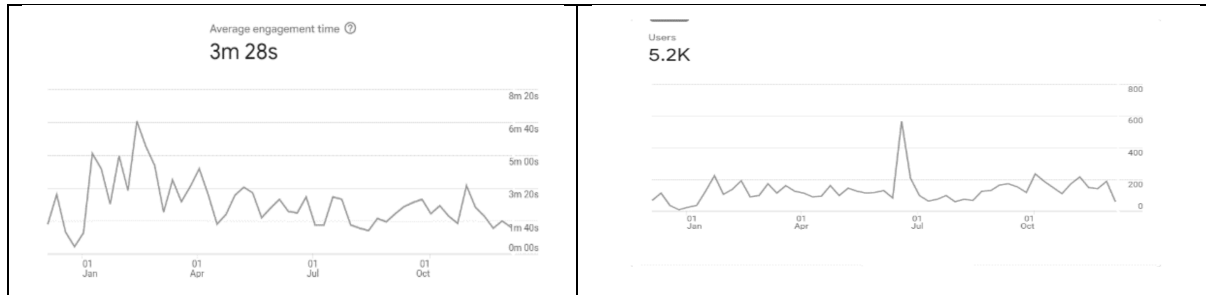 Average engagement time ?
3m 28s
8m 20s
6m 40s
5m 00s
3m 20s
1m 40s
0m 00s
01
Jan
01
Apr
01
Jul
01
Oct
Users
5.2K
800
600
400
200
0
01
Jan
01
Apr
01
Jul
01
Oct